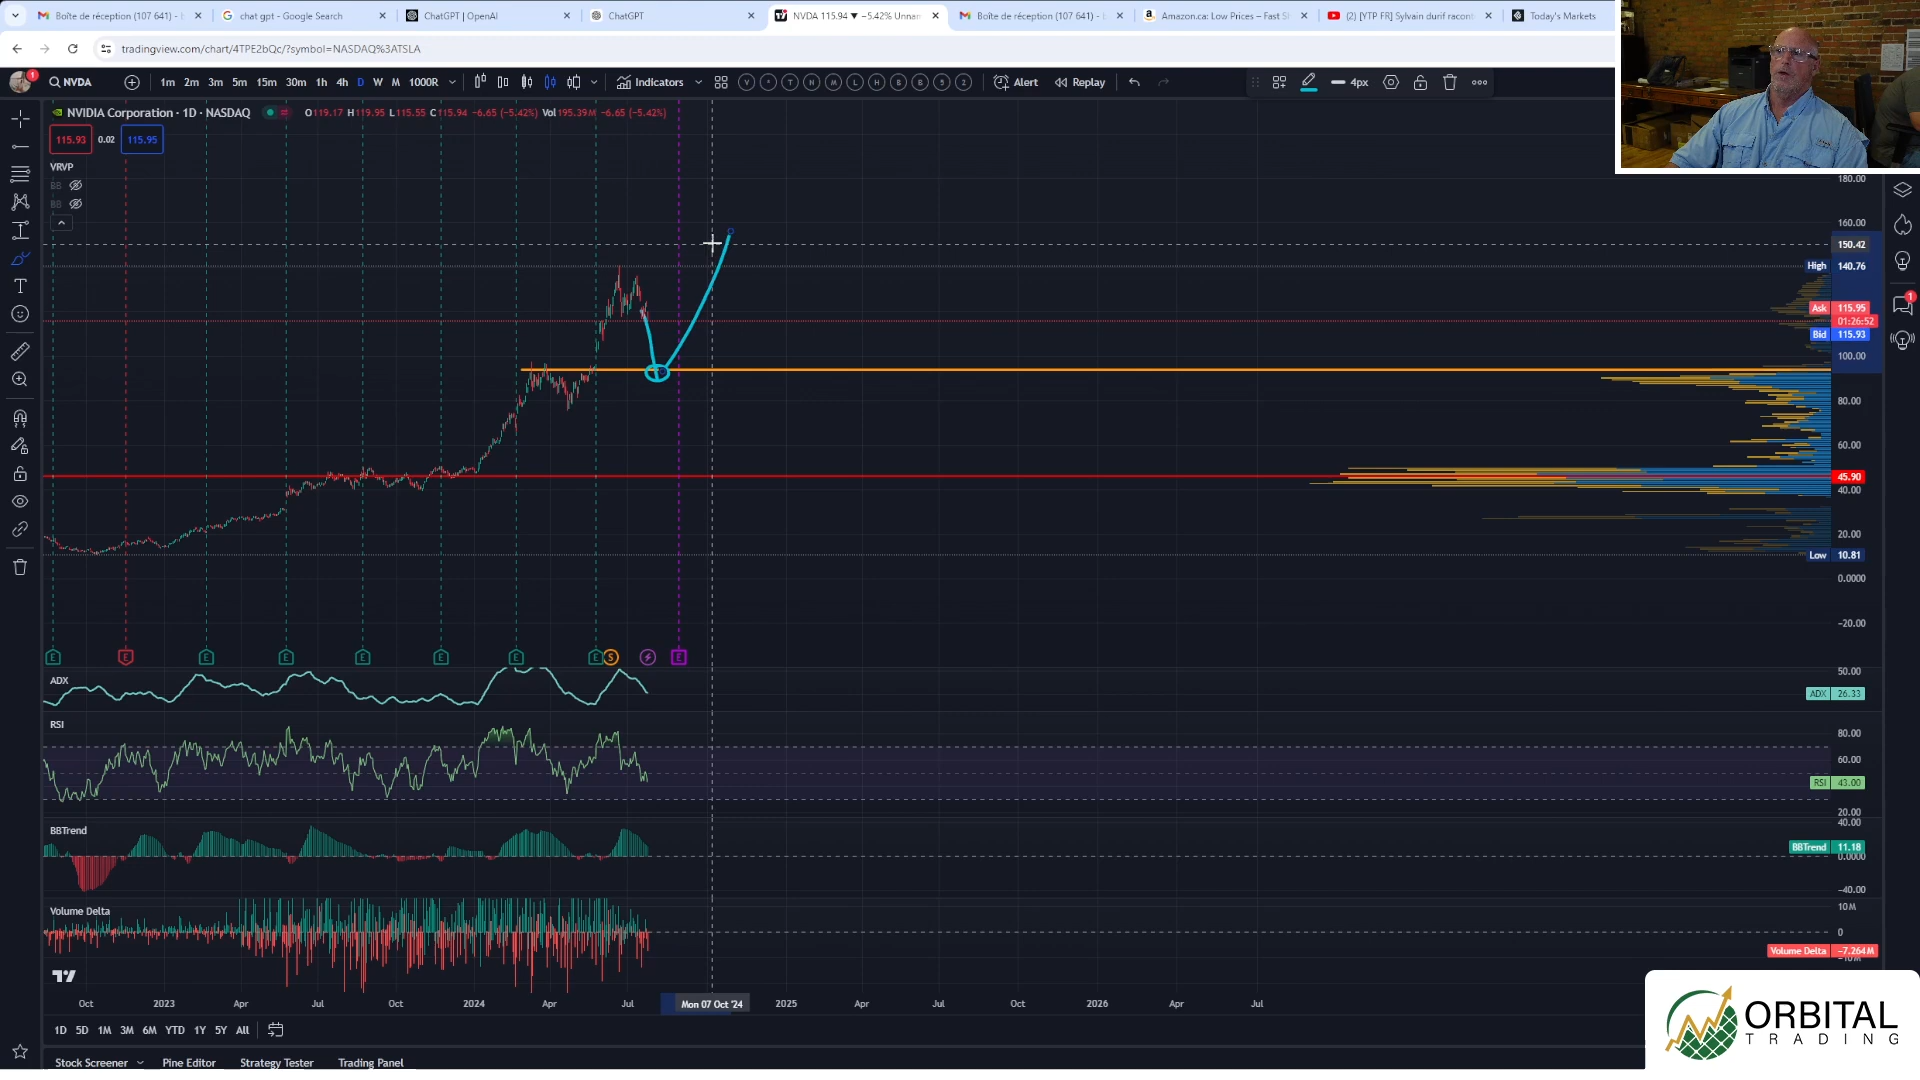 Boîte de réception (107 641) - b
chat gpt - Google Search
ChatGPT | OpenAI
ChatGPT
NVDA 115.94 ▼ −5.42% Unnar
Boîte de réception (107 641) - b
Amazon.ca: Low Prices – Fast S
(2) [YTP FR] Sylvain durif racont
Today's Markets
tradingview.com/chart/4TPE2bQc/?symbol=NASDAQ%3ATSLA
1
NVDA
1m 2m 3m 5m 15m 30m 1h 4h D W M 1000R
Indicators
Alert
Replay
4px
NVIDIA Corporation · 1D · NASDAQ
O119.17 H119.95 L115.55 C115.94 −6.65 (−5.42%) Vol195.39M −6.65 (−5.42%)
115.93 0.02 115.95
VRVP
BB
BB
180.00
160.00
150.42
High 140.76
Ask 115.95
01:26:52
Bid 115.93
100.00
80.00
60.00
45.90
40.00
20.00
Low 10.81
0.0000
−20.00
1
E E E E E E E E S E
ADX
50.00
ADX 26.33
RSI
80.00
60.00
RSI 43.00
20.00
BBTrend
40.00
BBTrend 11.18
0.0000
−40.00
Volume Delta
10M
0
Volume Delta −7.264M
−10M
Oct 2023 Apr Jul Oct 2024 Apr Jul Mon 07 Oct '24 2025 Apr Jul Oct 2026 Apr Jul
1D 5D 1M 3M 6M YTD 1Y 5Y All
Stock Screener
Pine Editor
Strategy Tester
Trading Panel
ORBITAL
TRADING